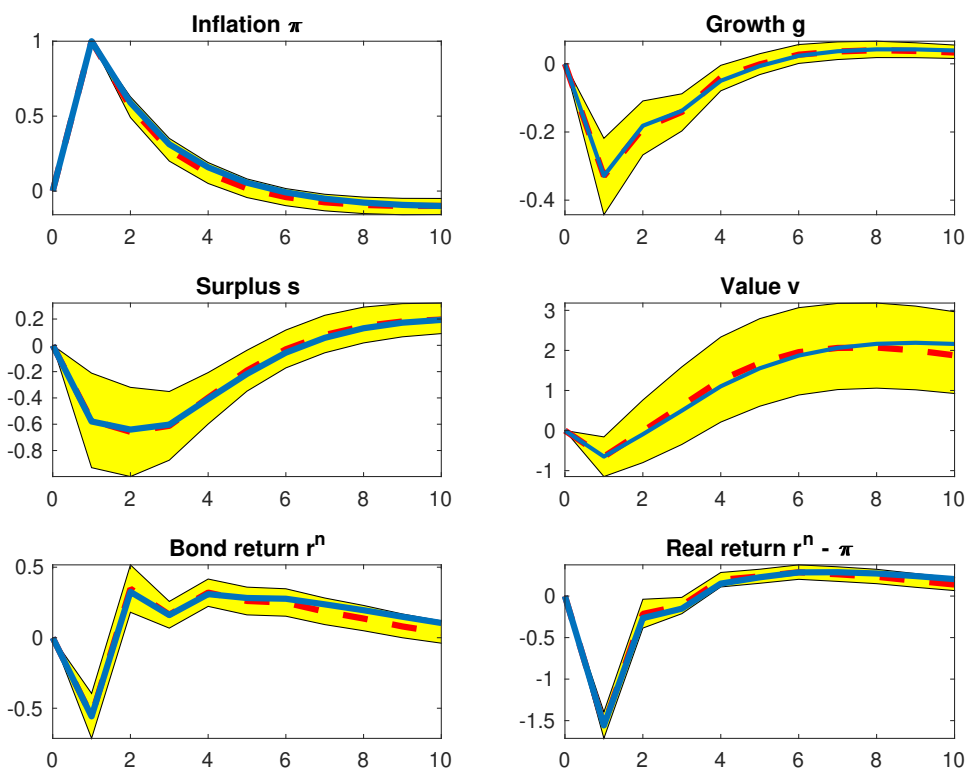 Inflation π
1
0.5
0
0 2 4 6 8 10
Growth g
0
-0.2
-0.4
0 2 4 6 8 10
Surplus s
0.2
0
-0.2
-0.4
-0.6
-0.8
0 2 4 6 8 10
Value v
3
2
1
0
-1
0 2 4 6 8 10
Bond return rⁿ
0.5
0
-0.5
0 2 4 6 8 10
Real return rⁿ - π
0
-0.5
-1
-1.5
0 2 4 6 8 10